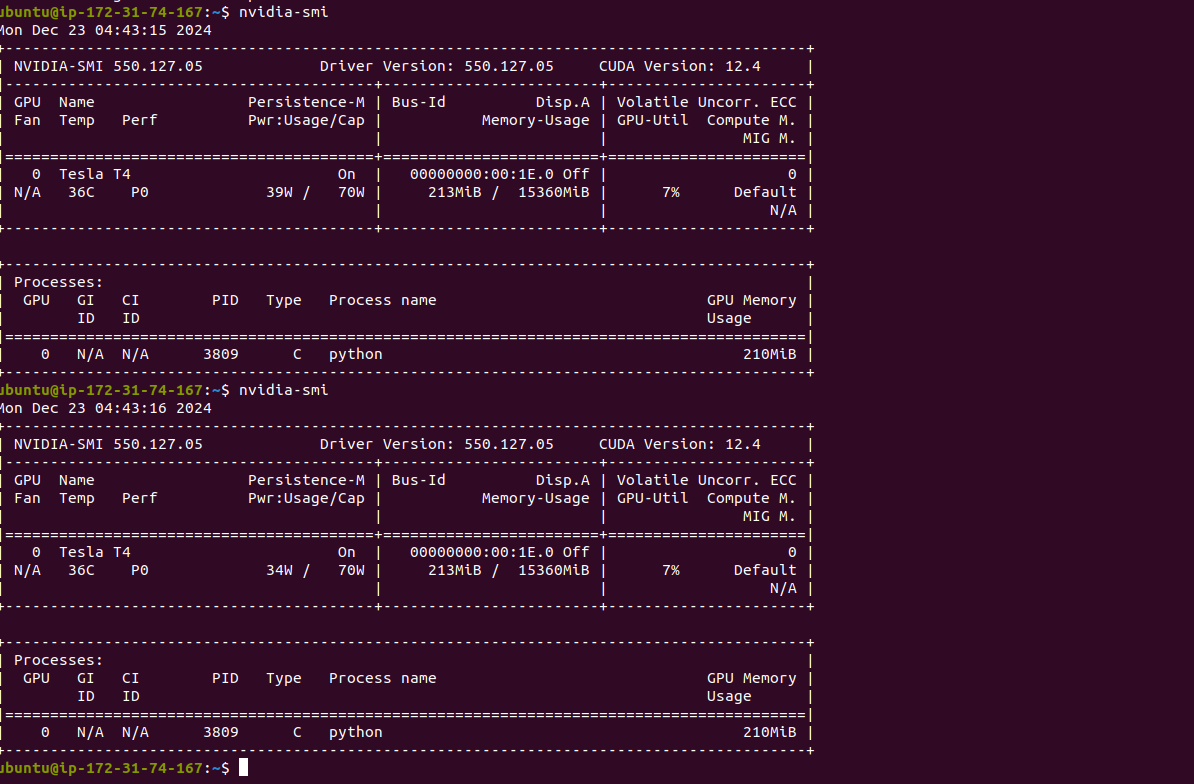 ubuntu@ip-172-31-74-167:~$ nvidia-smi
Mon Dec 23 04:43:15 2024
+-----------------------------------------------------------------------------------------+
| NVIDIA-SMI 550.127.05             Driver Version: 550.127.05     CUDA Version: 12.4     |
|-----------------------------------------+------------------------+----------------------+
| GPU  Name                 Persistence-M | Bus-Id          Disp.A | Volatile Uncorr. ECC |
| Fan  Temp   Perf          Pwr:Usage/Cap |           Memory-Usage | GPU-Util  Compute M. |
|                                         |                        |               MIG M. |
|=========================================+========================+======================|
|   0  Tesla T4                       On  |   00000000:00:1E.0 Off |                    0 |
| N/A   36C    P0             39W /   70W |     213MiB /  15360MiB |      7%      Default |
|                                         |                        |                  N/A |
+-----------------------------------------+------------------------+----------------------+

+-----------------------------------------------------------------------------------------+
| Processes:                                                                              |
|  GPU   GI   CI        PID   Type   Process name                              GPU Memory |
|        ID   ID                                                               Usage      |
|=========================================================================================|
|    0   N/A  N/A      3809      C   python                                        210MiB |
+-----------------------------------------------------------------------------------------+
ubuntu@ip-172-31-74-167:~$ nvidia-smi
Mon Dec 23 04:43:16 2024
+-----------------------------------------------------------------------------------------+
| NVIDIA-SMI 550.127.05             Driver Version: 550.127.05     CUDA Version: 12.4     |
|-----------------------------------------+------------------------+----------------------+
| GPU  Name                 Persistence-M | Bus-Id          Disp.A | Volatile Uncorr. ECC |
| Fan  Temp   Perf          Pwr:Usage/Cap |           Memory-Usage | GPU-Util  Compute M. |
|                                         |                        |               MIG M. |
|=========================================+========================+======================|
|   0  Tesla T4                       On  |   00000000:00:1E.0 Off |                    0 |
| N/A   36C    P0             34W /   70W |     213MiB /  15360MiB |      7%      Default |
|                                         |                        |                  N/A |
+-----------------------------------------+------------------------+----------------------+

+-----------------------------------------------------------------------------------------+
| Processes:                                                                              |
|  GPU   GI   CI        PID   Type   Process name                              GPU Memory |
|        ID   ID                                                               Usage      |
|=========================================================================================|
|    0   N/A  N/A      3809      C   python                                        210MiB |
+-----------------------------------------------------------------------------------------+
ubuntu@ip-172-31-74-167:~$